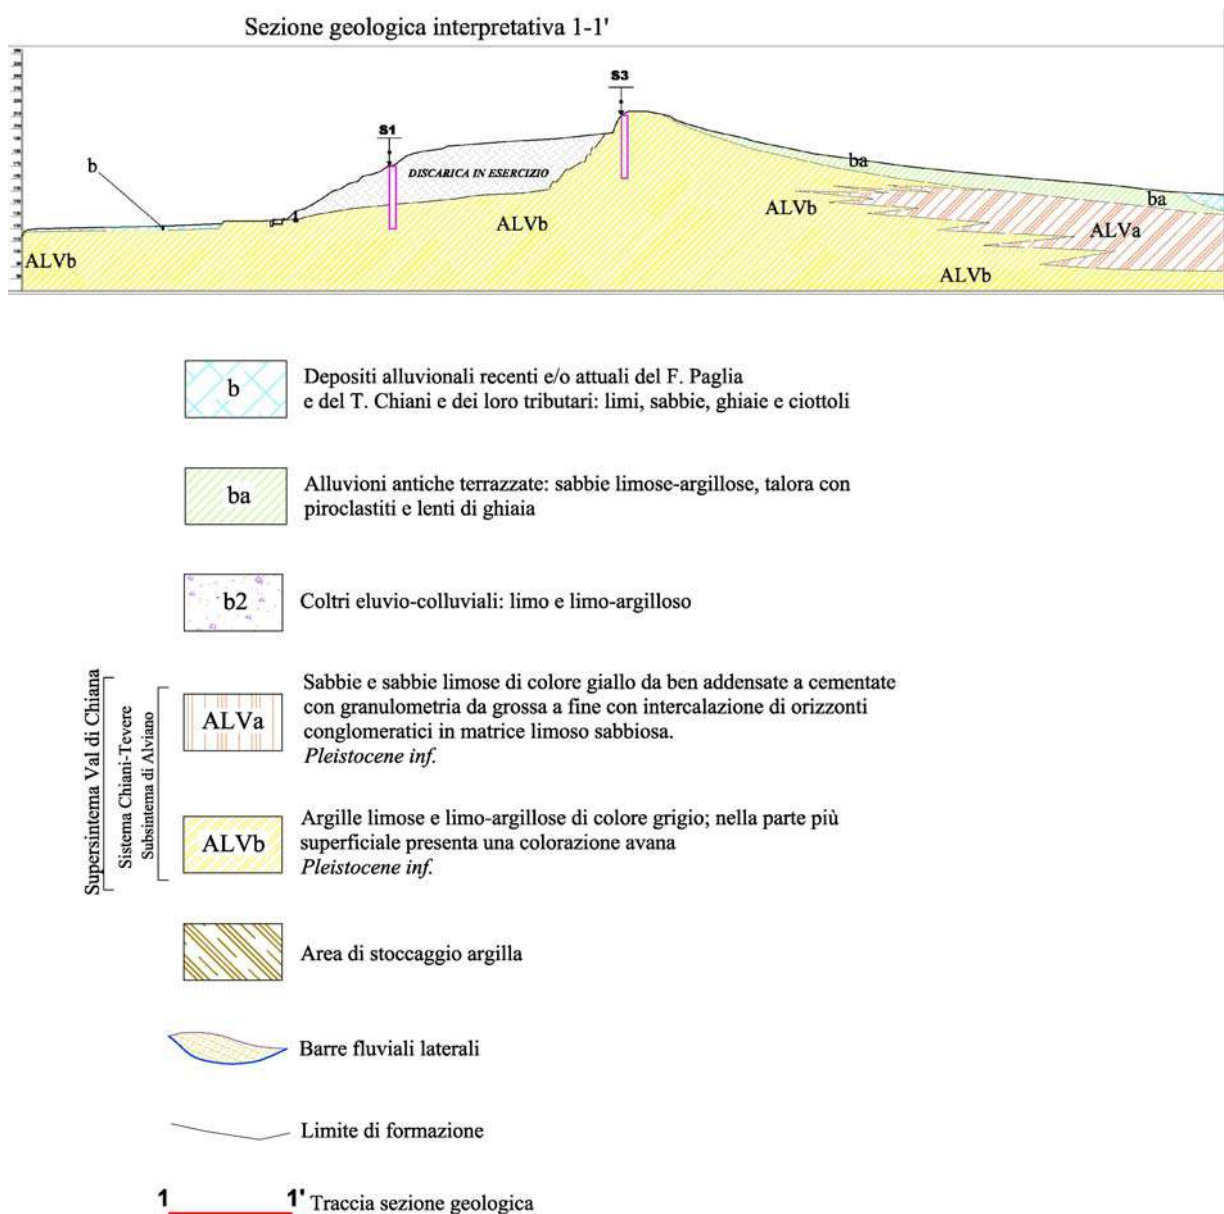 Sezione geologica interpretativa 1-1'
S3
S1
b
DISCARICA IN ESERCIZIO
ba
ba
ALVb
ALVb
ALVa
ALVb
ALVb
b
Depositi alluvionali recenti e/o attuali del F. Paglia
e del T. Chiani e dei loro tributari: limi, sabbie, ghiaie e ciottoli
ba
Alluvioni antiche terrazzate: sabbie limose-argillose, talora con
piroclastiti e lenti di ghiaia
b2
Coltri eluvio-colluviali: limo e limo-argilloso
Supersintema Val di Chiana
Sistema Chiani-Tevere
Subsintema di Alviano
ALVa
Sabbie e sabbie limose di colore giallo da ben addensate a cementate
con granulometria da grossa a fine con intercalazione di orizzonti
conglomeratici in matrice limoso sabbiosa.
Pleistocene inf.
ALVb
Argille limose e limo-argillose di colore grigio; nella parte più
superficiale presenta una colorazione avana
Pleistocene inf.
Area di stoccaggio argilla
Barre fluviali laterali
Limite di formazione
1 1' Traccia sezione geologica